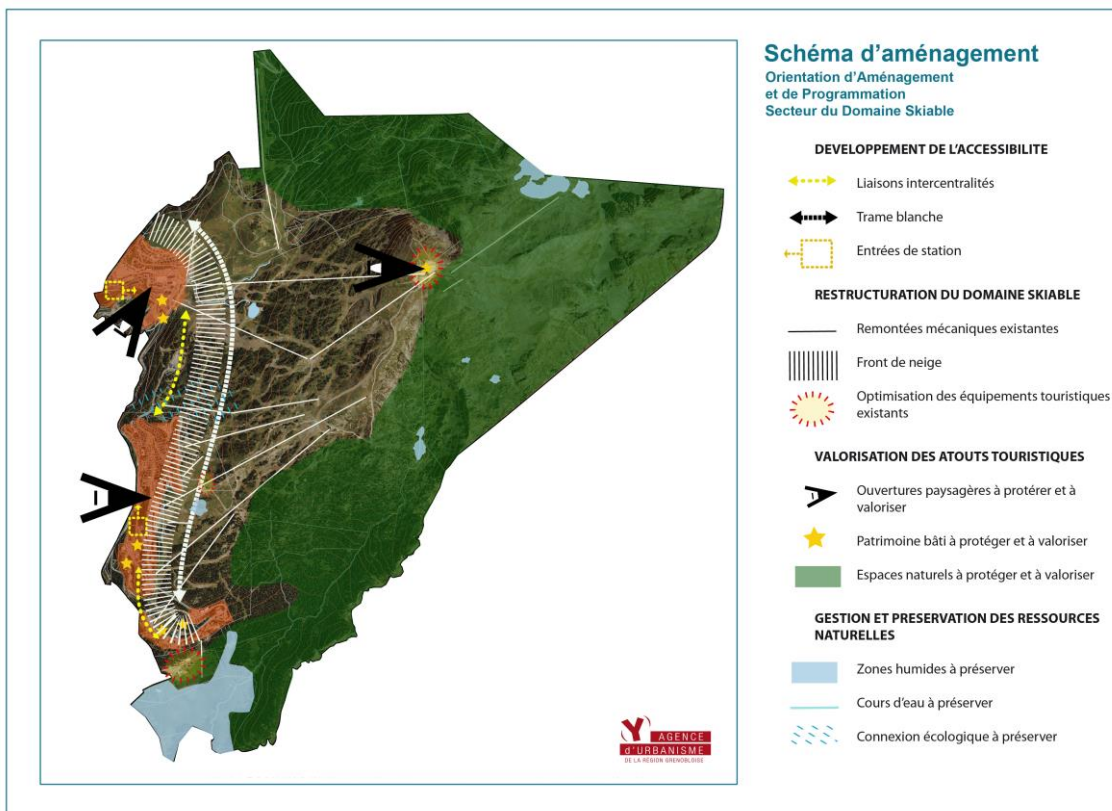 Schéma d'aménagement
Orientation d'Aménagement
et de Programmation
Secteur du Domaine Skiable
DEVELOPPEMENT DE L'ACCESSIBILITE
Liaisons intercentralités
Trame blanche
Entrées de station
RESTRUCTURATION DU DOMAINE SKIABLE
Remontées mécaniques existantes
Front de neige
Optimisation des équipements touristiques
existants
VALORISATION DES ATOUTS TOURISTIQUES
Ouvertures paysagères à protérer et à
valoriser
Patrimoine bâti à protéger et à valoriser
Espaces naturels à protéger et à valoriser
GESTION ET PRESERVATION DES RESSOURCES
NATURELLES
Zones humides à préserver
Cours d'eau à préserver
Connexion écologique à préserver
AGENCE
d'URBANISME
DE LA RÉGION GRENOBLOISE